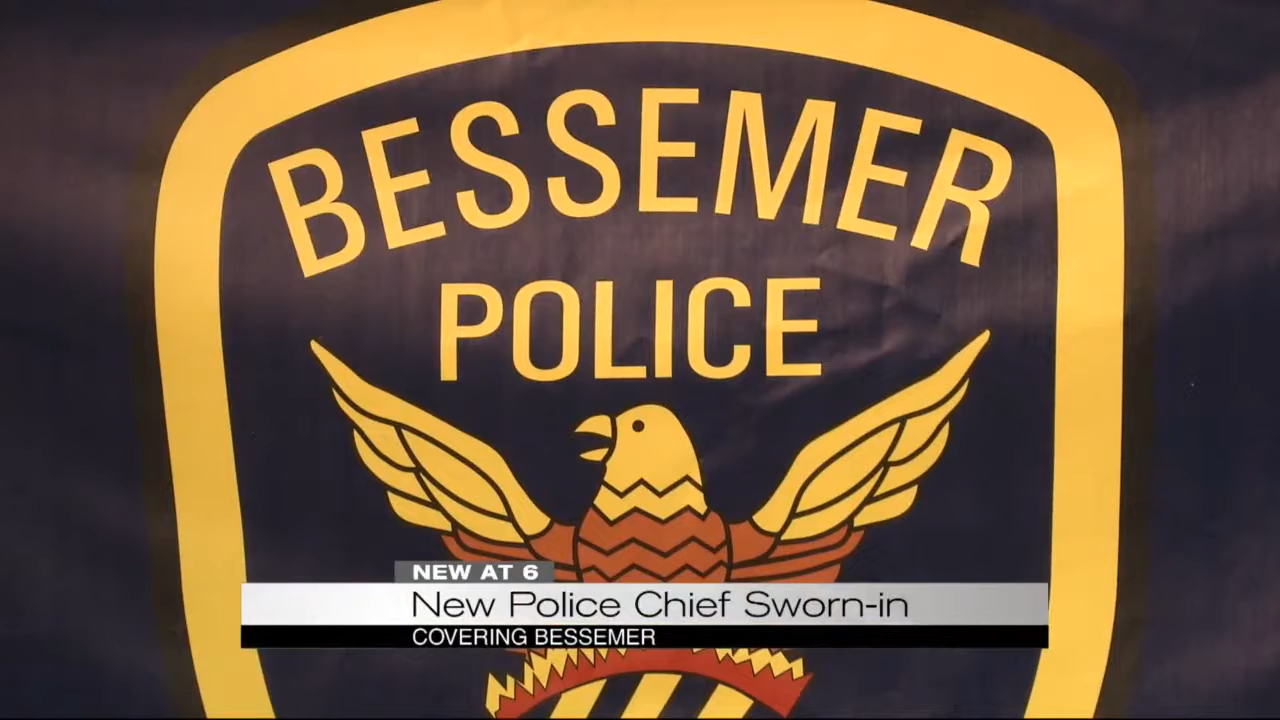 BESSEMER
POLICE
NEW AT 6
New Police Chief Sworn-in
COVERING BESSEMER